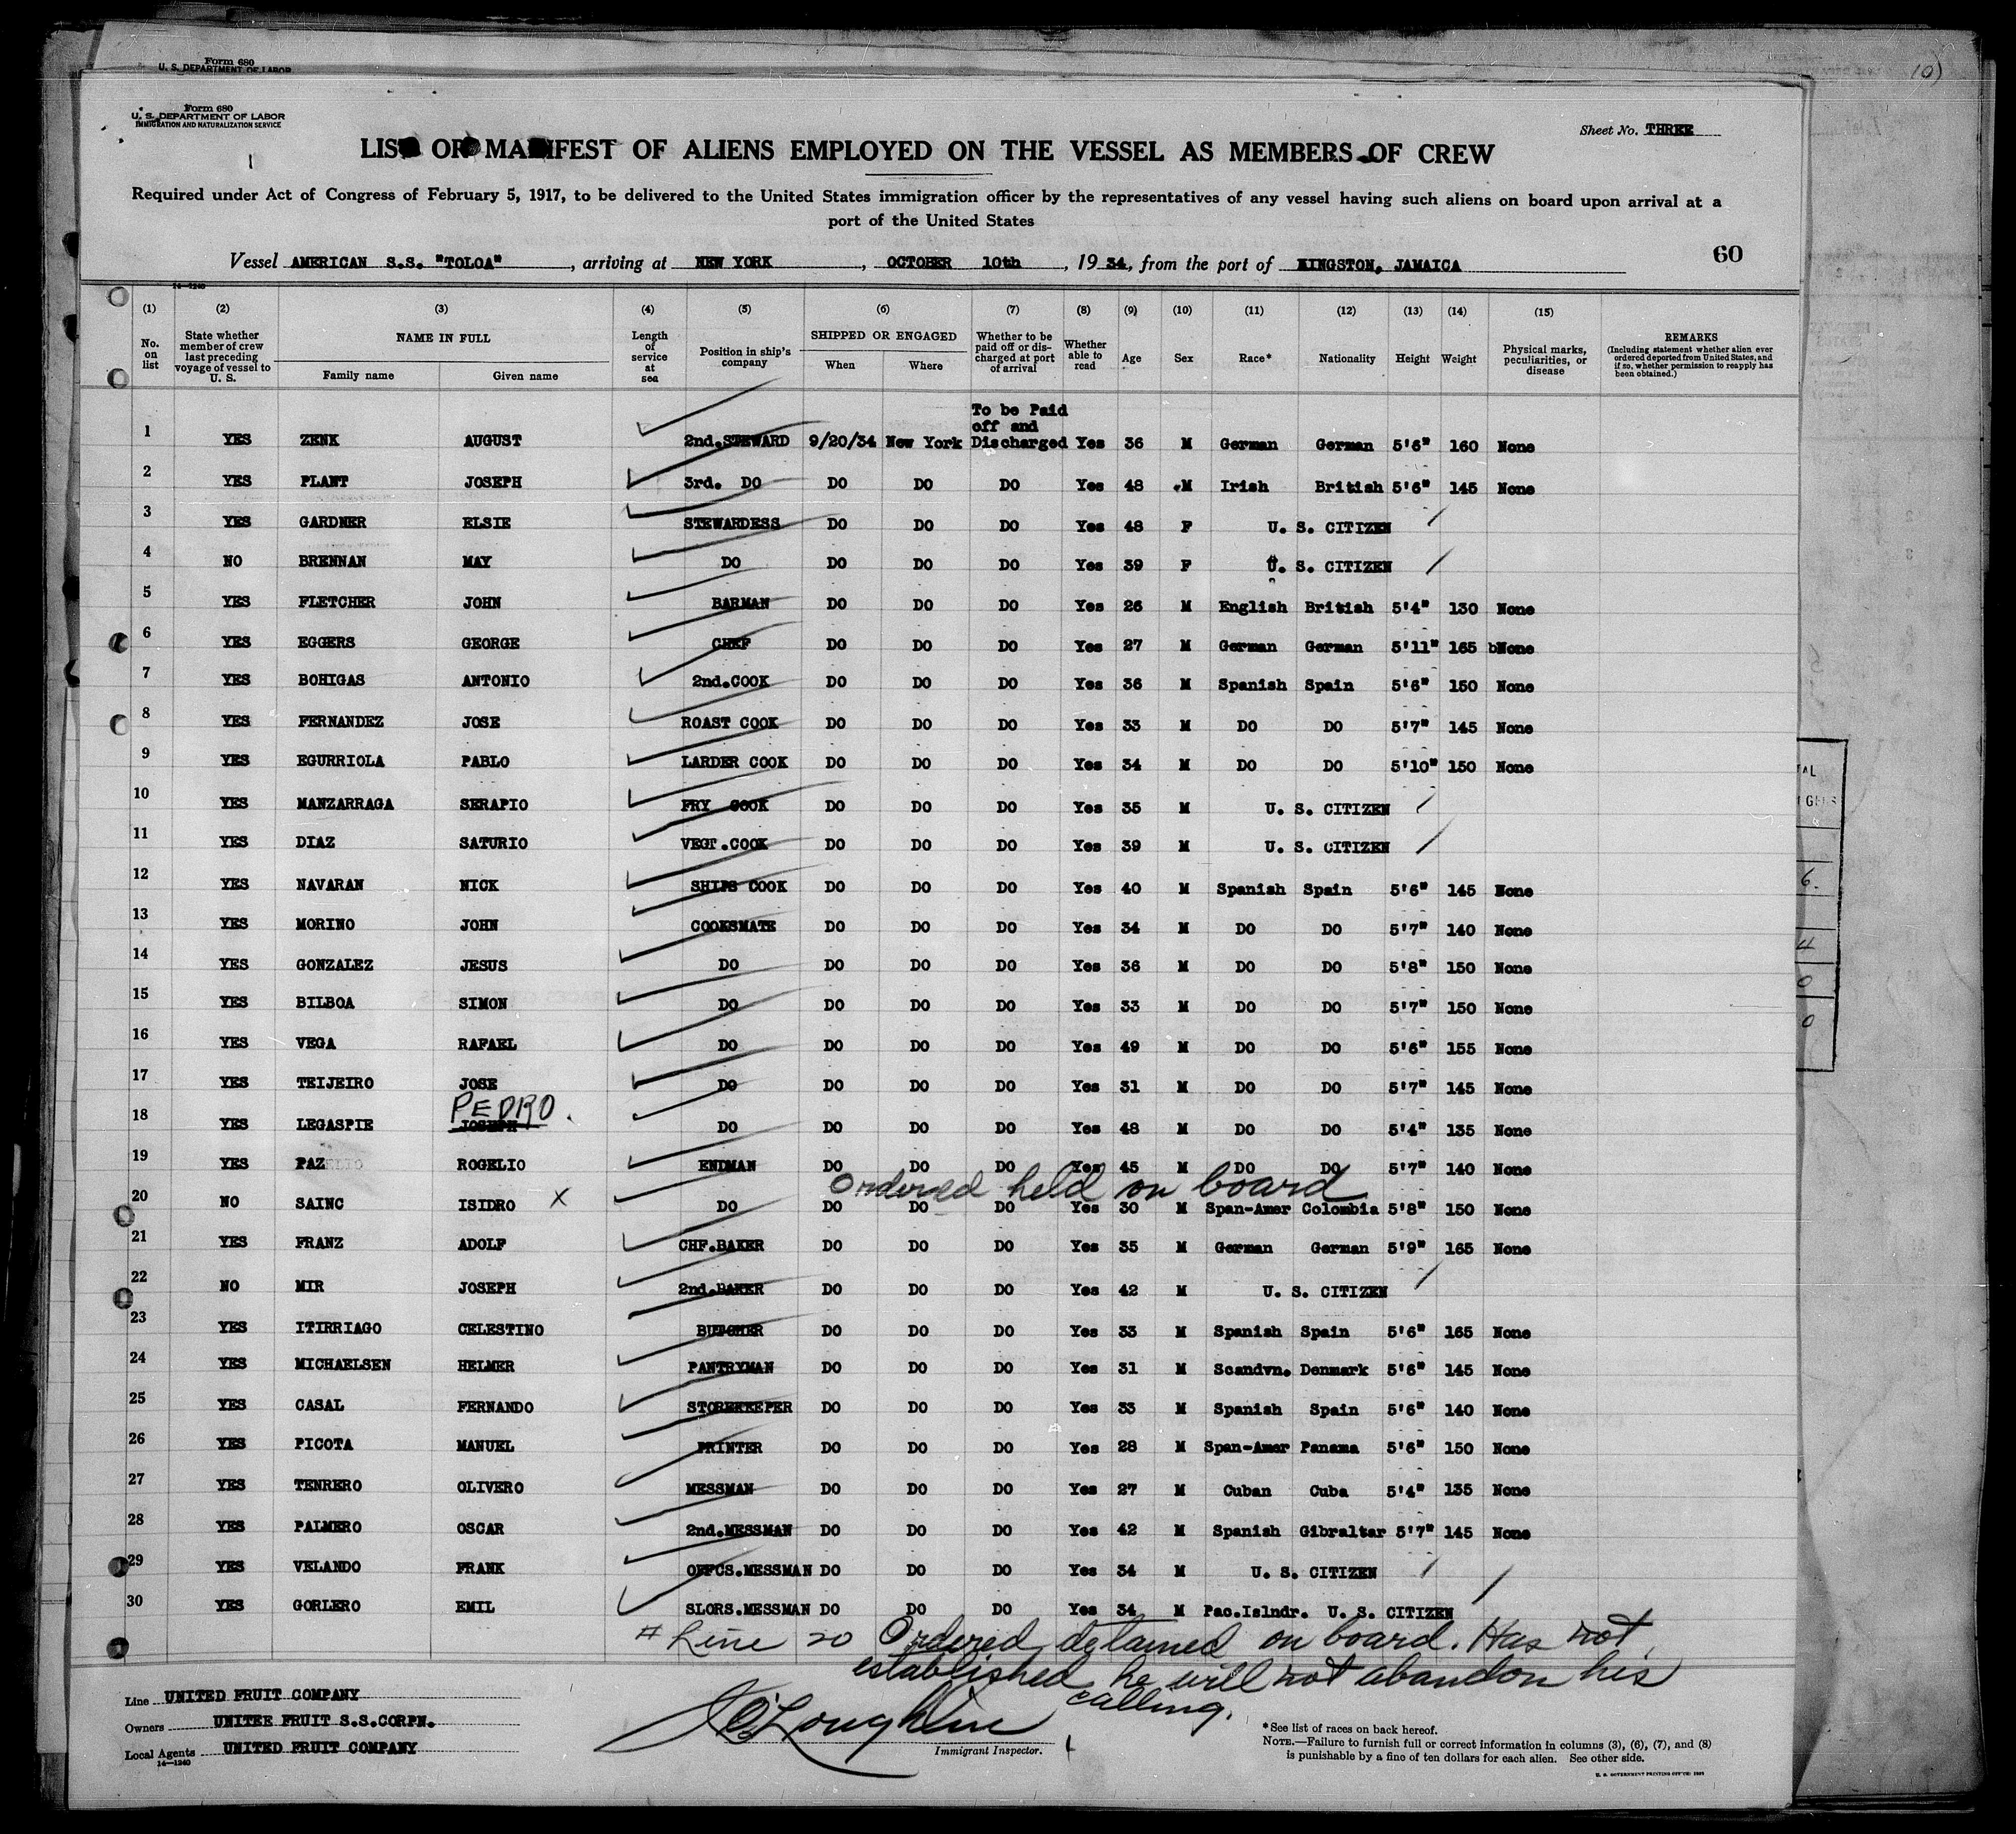 Form 680
U. S. DEPARTMENT OF LABOR
Form 680
U. S. DEPARTMENT OF LABOR
IMMIGRATION AND NATURALIZATION SERVICE
Sheet No. THREE
LIST OR MANIFEST OF ALIENS EMPLOYED ON THE VESSEL AS MEMBERS OF CREW
Required under Act of Congress of February 5, 1917, to be delivered to the United States immigration officer by the representatives of any vessel having such aliens on board upon arrival at a
port of the United States
60
Vessel AMERICAN S.S. "TOLOA", arriving at NEW YORK, OCTOBER 10th, 1934, from the port of KINGSTON, JAMAICA
14—1240
(1) (2) (3) (4) (5) (6) (7) (8) (9) (10) (11) (12) (13) (14) (15)
No. on list | State whether member of crew last preceding voyage of vessel to U. S. | NAME IN FULL Family name Given name | Length of service at sea | Position in ship's company | SHIPPED OR ENGAGED When Where | Whether to be paid off or discharged at port of arrival | Whether able to read | Age | Sex | Race* | Nationality | Height | Weight | Physical marks, peculiarities, or disease | REMARKS (Including statement whether alien ever ordered deported from United States, and if so, whether permission to reapply has been obtained.)
1 YES ZENK AUGUST 2nd.STEWARD 9/20/34 New York To be Paid off and Discharged Yes 36 M German German 5'6" 160 None
2 YES PLANT JOSEPH 3rd. DO DO DO DO Yes 48 M Irish British 5'6" 145 None
3 YES GARDNER ELSIE STEWARDESS DO DO DO Yes 48 F U. S. CITIZEN
4 NO BRENNAN MAY DO DO DO DO Yes 39 F U. S. CITIZEN
5 YES FLETCHER JOHN BARMAN DO DO DO Yes 26 M English British 5'4" 130 None
6 YES EGGERS GEORGE CHEF DO DO DO Yes 27 M German German 5'11" 165 bNone
7 YES BOHIGAS ANTONIO 2nd.COOK DO DO DO Yes 36 M Spanish Spain 5'6" 150 None
8 YES FERNANDEZ JOSE ROAST COOK DO DO DO Yes 33 M DO DO 5'7" 145 None
9 YES EGURRIOLA PABLO LARDER COOK DO DO DO Yes 34 M DO DO 5'10" 150 None
10 YES MANZARRAGA SERAPIO FRY COOK DO DO DO Yes 35 M U. S. CITIZEN
11 YES DIAZ SATURIO VEGT.COOK DO DO DO Yes 39 M U. S. CITIZEN
12 YES NAVARAN NICK SHIPS COOK DO DO DO Yes 40 M Spanish Spain 5'6" 145 None
13 YES MORINO JOHN COOKSMATE DO DO DO Yes 34 M DO DO 5'7" 140 None
14 YES GONZALEZ JESUS DO DO DO DO Yes 36 M DO DO 5'8" 150 None
15 YES BILBOA SIMON DO DO DO DO Yes 33 M DO DO 5'7" 150 None
16 YES VEGA RAFAEL DO DO DO DO Yes 49 M DO DO 5'6" 155 None
17 YES TEIJEIRO JOSE DO DO DO DO Yes 31 M DO DO 5'7" 145 None
PEDRO.
18 YES LEGASPIE JOSEPH DO DO DO DO Yes 48 M DO DO 5'4" 135 None
19 YES PAZ ROGELIO ENDMAN DO DO DO Yes 45 M DO DO 5'7" 140 None
Ordered held on board
20 NO SAINC ISIDRO X DO DO DO DO Yes 30 M Span-Amer Colombia 5'8" 150 None
21 YES FRANZ ADOLF CHF.BAKER DO DO DO Yes 35 M German German 5'9" 165 None
22 NO MIR JOSEPH 2nd.BAKER DO DO DO Yes 42 M U. S. CITIZEN
23 YES ITIRRIAGO CELESTINO BUTCHER DO DO DO Yes 33 M Spanish Spain 5'6" 165 None
24 YES MICHAELSEN HELMER PANTRYMAN DO DO DO Yes 31 M Scandvn. Denmark 5'6" 145 None
25 YES CASAL FERNANDO STOREKEEPER DO DO DO Yes 33 M Spanish Spain 5'6" 140 None
26 YES PICOTA MANUEL PRINTER DO DO DO Yes 28 M Span-Amer Panama 5'6" 150 None
27 YES TENRERO OLIVERO MESSMAN DO DO DO Yes 27 M Cuban Cuba 5'4" 135 None
28 YES PALMERO OSCAR 2nd.MESSMAN DO DO DO Yes 42 M Spanish Gibraltar 5'7" 145 None
29 YES VELANDO FRANK OFFCS.MESSMAN DO DO DO Yes 34 M U. S. CITIZEN
30 YES GORLERO EMIL SLORS.MESSMAN DO DO DO Yes 34 M Pac.Islndr. U. S. CITIZEN
# Line 20 Ordered detained on board. Has not
established he will not abandon his
calling.
Line UNITED FRUIT COMPANY
Owners UNITEE FRUIT S.S.CORPN.
Local Agents UNITED FRUIT COMPANY
14—1240
O'Loughlin
Immigrant Inspector.
*See list of races on back hereof.
NOTE.—Failure to furnish full or correct information in columns (3), (6), (7), and (8)
is punishable by a fine of ten dollars for each alien. See other side.